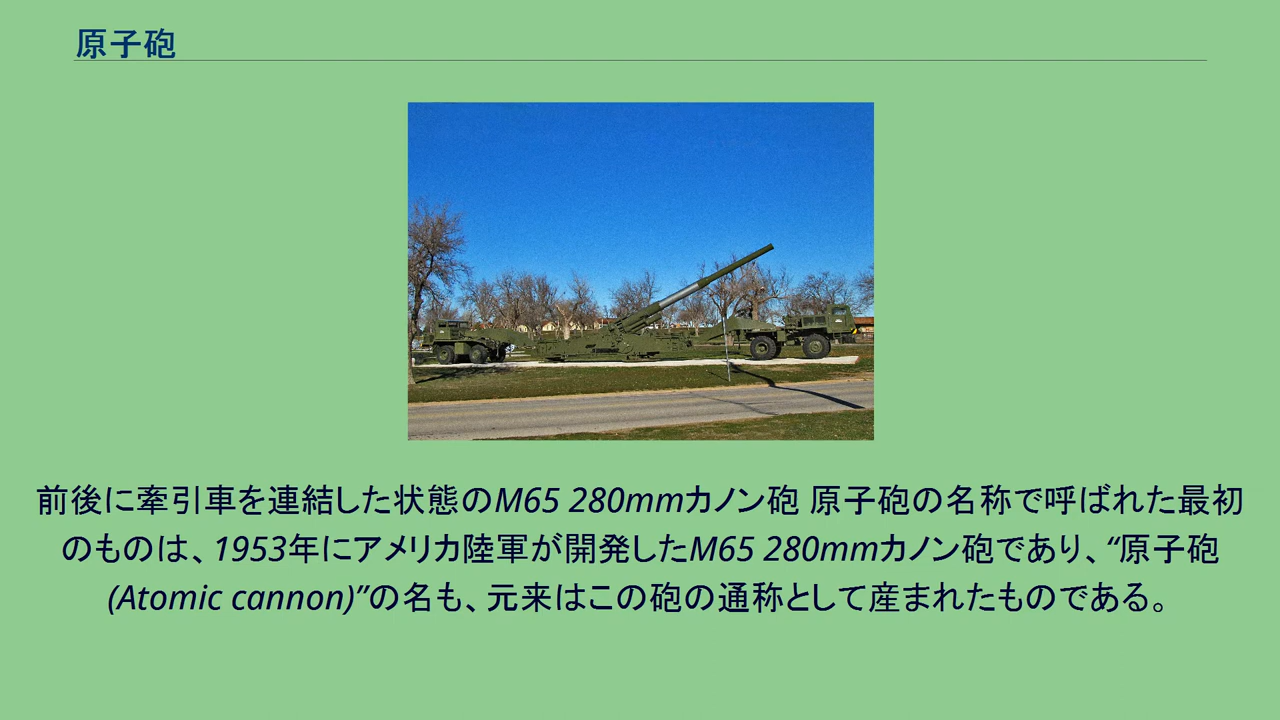 原子砲
前後に牽引車を連結した状態のM65 280mmカノン砲 原子砲の名称で呼ばれた最初
のものは、1953年にアメリカ陸軍が開発したM65 280mmカノン砲であり、“原子砲
(Atomic cannon)”の名も、元来はこの砲の通称として産まれたものである。